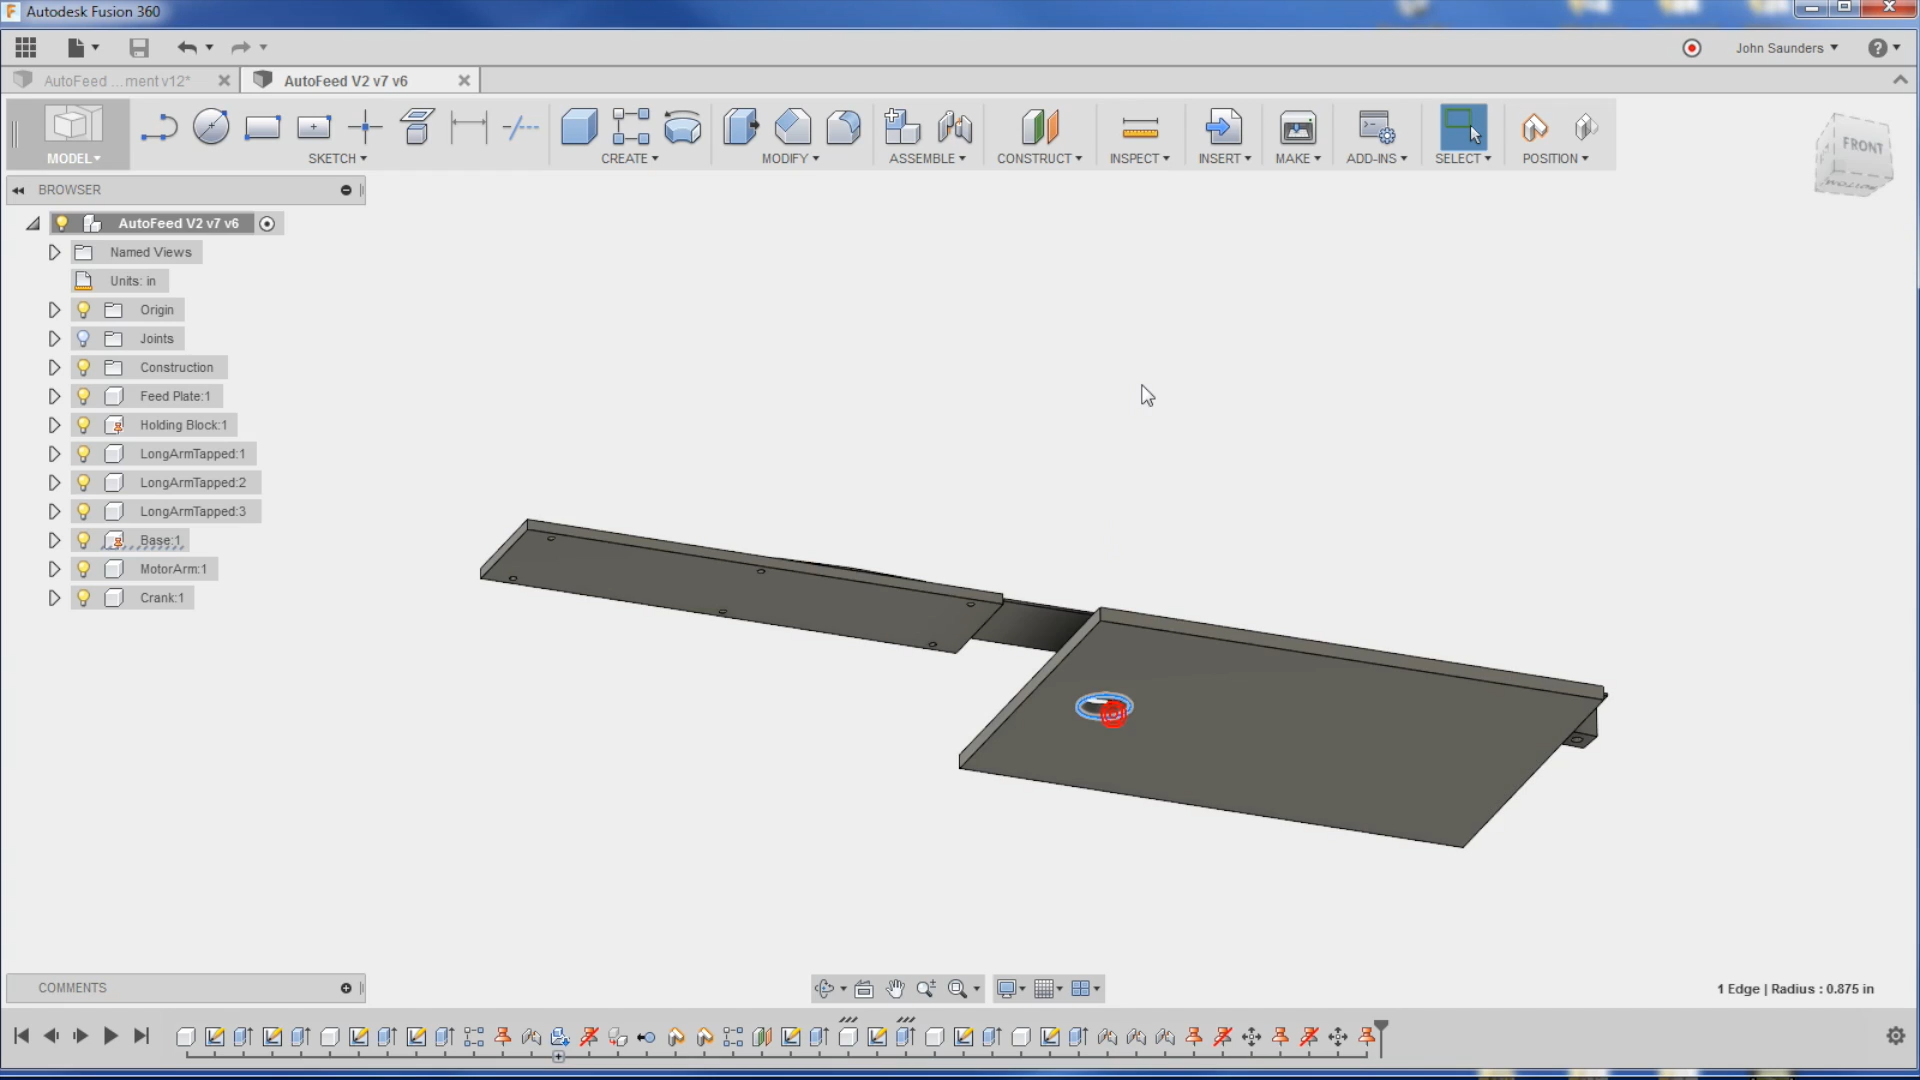 Autodesk Fusion 360
John Saunders
AutoFeed ...ment v12*
AutoFeed V2 v7 v6
MODEL
SKETCH
CREATE
MODIFY
ASSEMBLE
CONSTRUCT
INSPECT
INSERT
MAKE
ADD-INS
SELECT
POSITION
FRONT
BOTTOM
BROWSER
AutoFeed V2 v7 v6
Named Views
Units: in
Origin
Joints
Construction
Feed Plate:1
Holding Block:1
LongArmTapped:1
LongArmTapped:2
LongArmTapped:3
Base:1
MotorArm:1
Crank:1
COMMENTS
1 Edge | Radius : 0.875 in